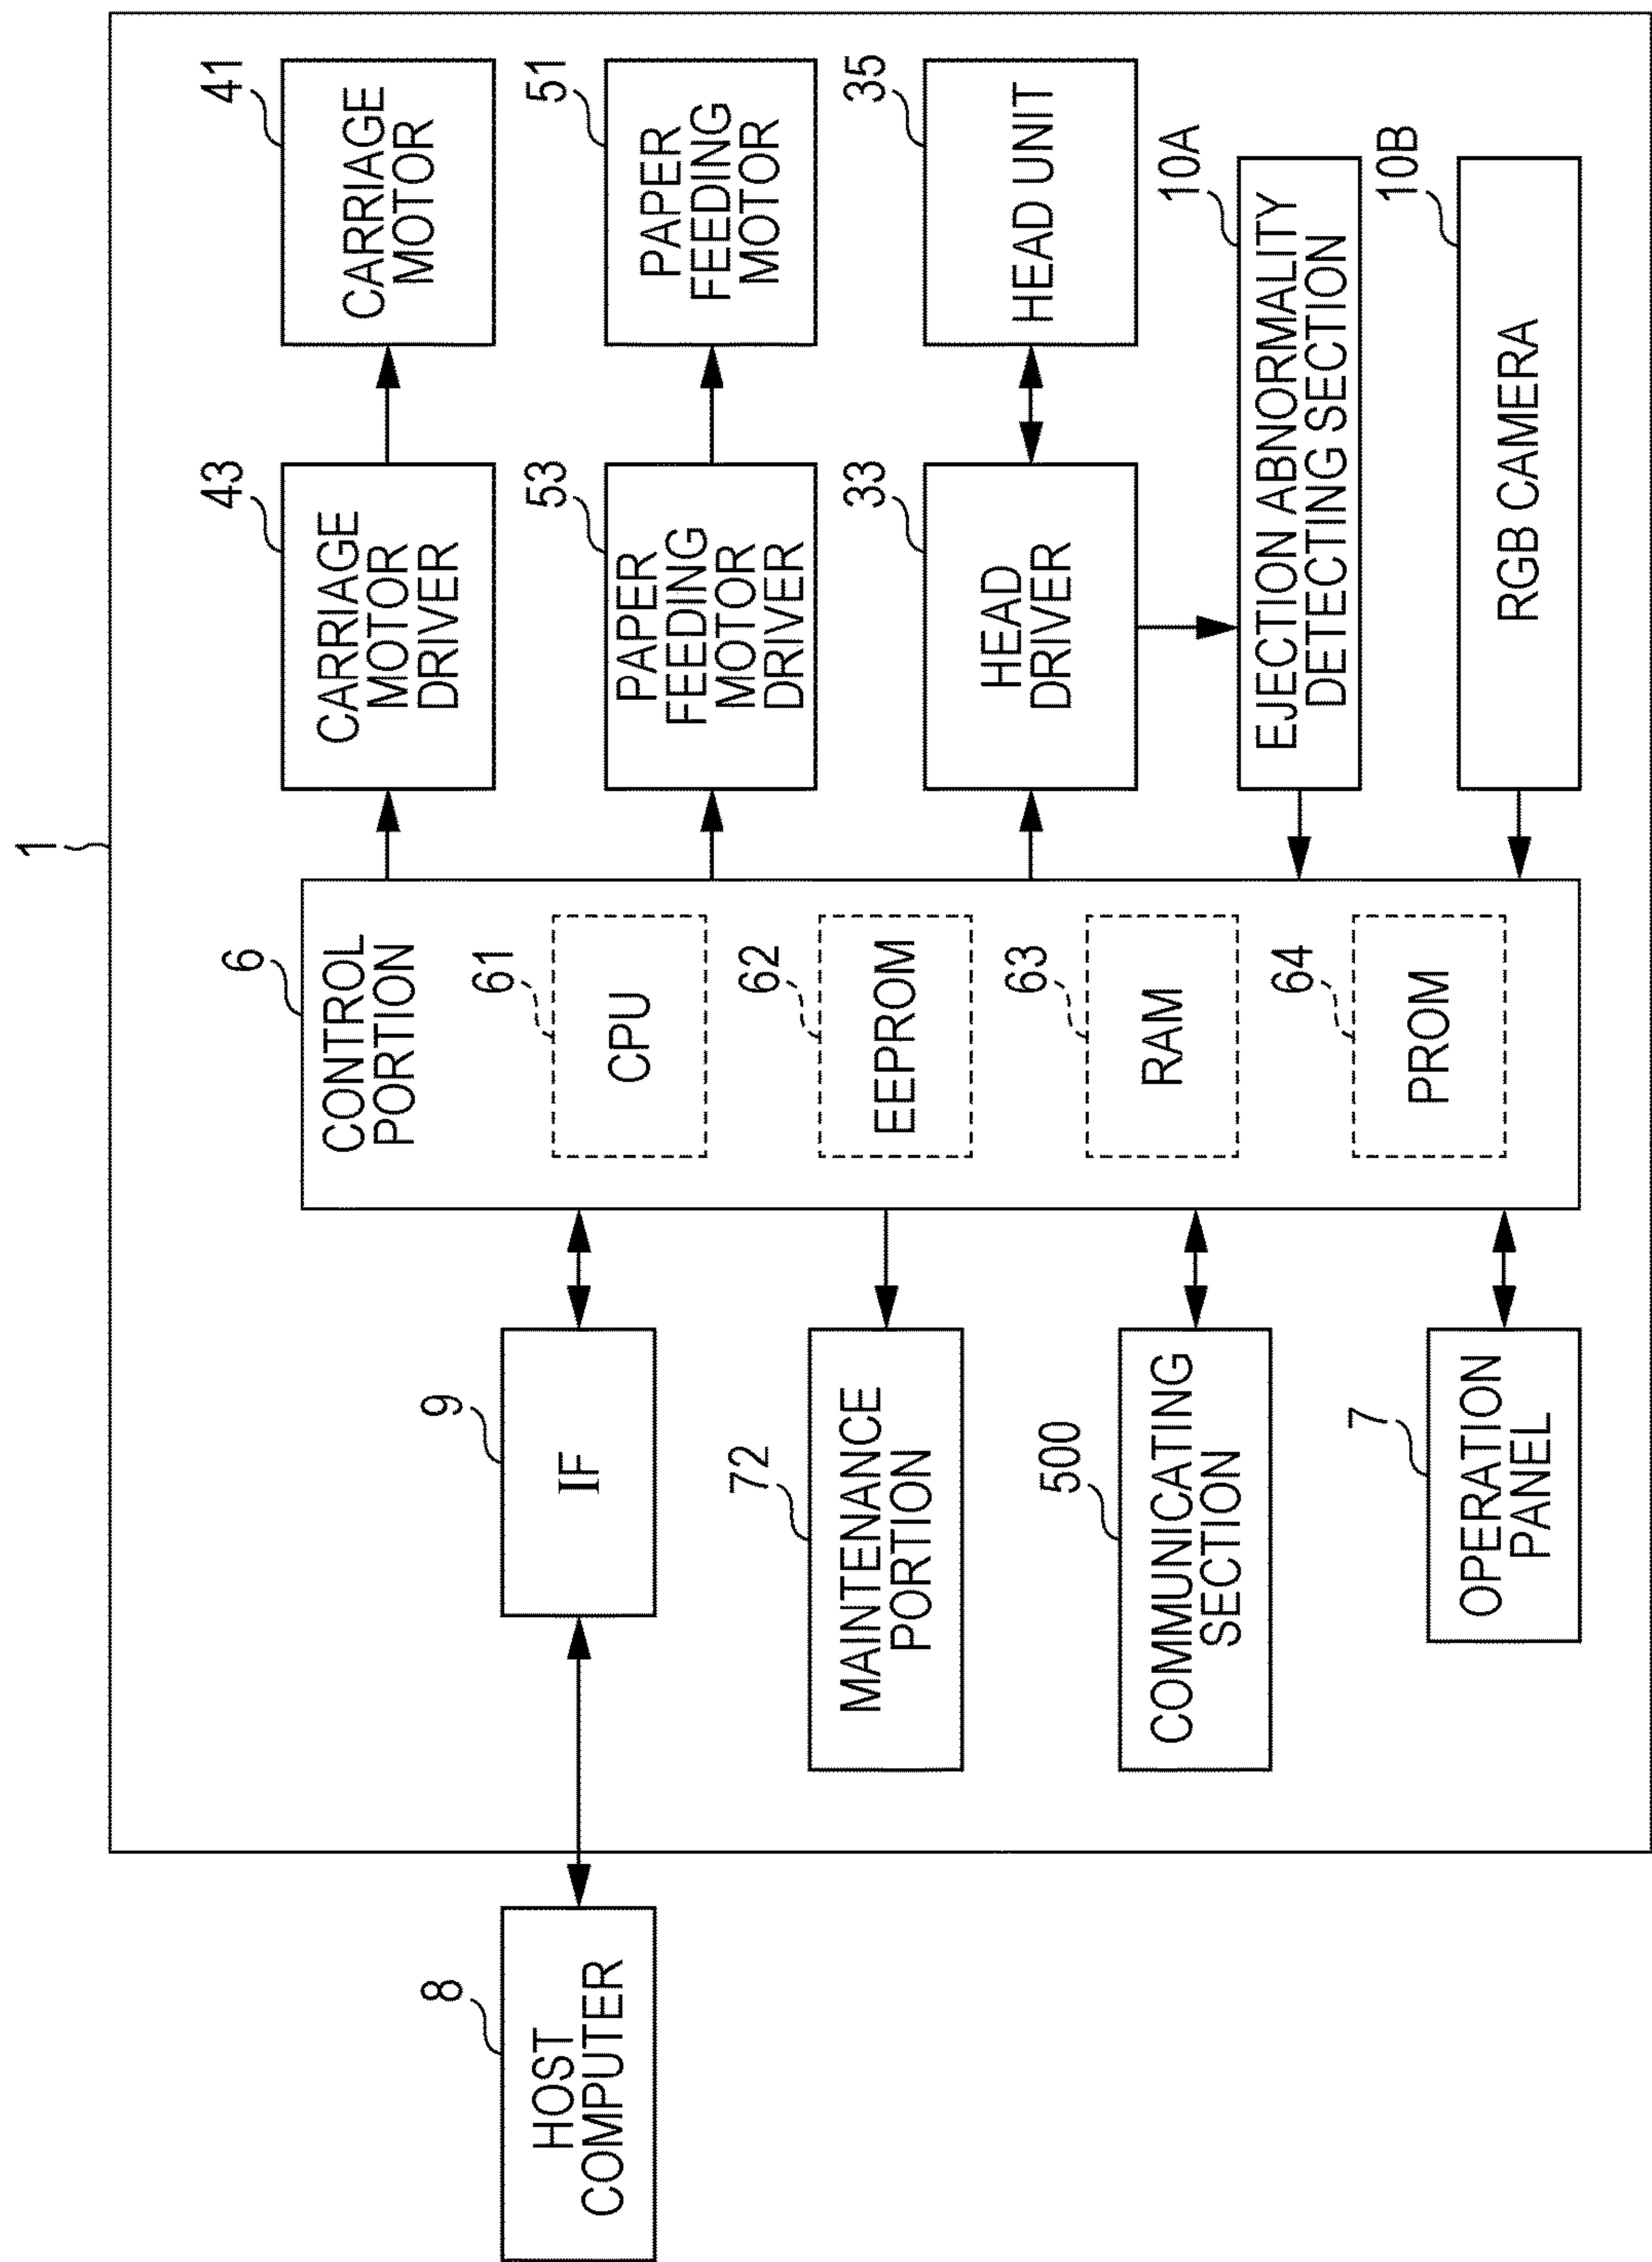 1
8
HOST
COMPUTER
9
IF
72
MAINTENANCE
PORTION
500
COMMUNICATING
SECTION
7
OPERATION
PANEL
6
CONTROL
PORTION
61
CPU
62
EEPROM
63
RAM
64
PROM
43
CARRIAGE
MOTOR
DRIVER
41
CARRIAGE
MOTOR
53
PAPER
FEEDING
MOTOR
DRIVER
51
PAPER
FEEDING
MOTOR
33
HEAD
DRIVER
35
HEAD UNIT
10A
EJECTION ABNORMALITY
DETECTING SECTION
10B
RGB CAMERA